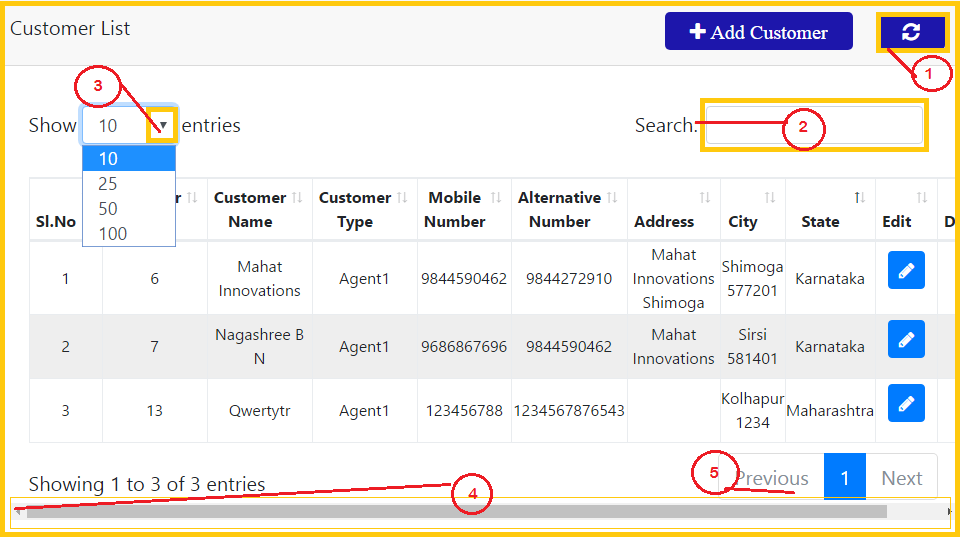 Customer List
Add Customer
1
3
Show 10 entries
Search:
2
10
25
50
100
Sl.No r Customer Name Customer Type Mobile Number Alternative Number Address City State Edit D
1 6 Mahat Innovations Agent1 9844590462 9844272910 Mahat Innovations Shimoga Shimoga 577201 Karnataka
2 7 Nagashree B N Agent1 9686867696 9844590462 Mahat Innovations Sirsi 581401 Karnataka
3 13 Qwertytr Agent1 123456788 1234567876543 Kolhapur 1234 Maharashtra
Showing 1 to 3 of 3 entries
5
Previous 1 Next
4